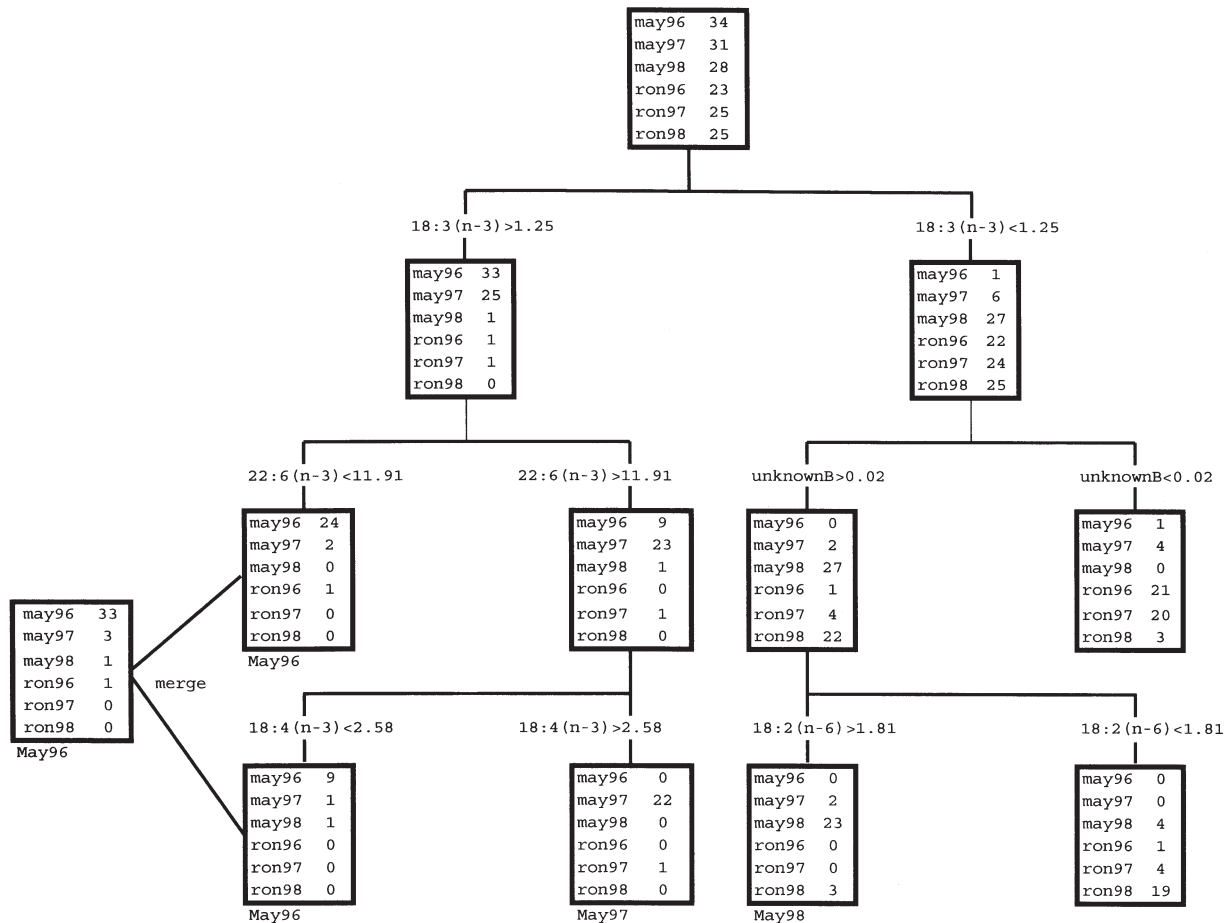 may96 34
may97 31
may98 28
ron96 23
ron97 25
ron98 25
18:3(n-3)>1.25
18:3(n-3)<1.25
may96 33
may97 25
may98 1
ron96 1
ron97 1
ron98 0
may96 1
may97 6
may98 27
ron96 22
ron97 24
ron98 25
22:6(n-3)<11.91
22:6(n-3)>11.91
unknownB>0.02
unknownB<0.02
may96 24
may97 2
may98 0
ron96 1
ron97 0
ron98 0
May96
may96 9
may97 23
may98 1
ron96 0
ron97 1
ron98 0
may96 0
may97 2
may98 27
ron96 1
ron97 4
ron98 22
may96 1
may97 4
may98 0
ron96 21
ron97 20
ron98 3
may96 33
may97 3
may98 1
ron96 1
ron97 0
ron98 0
May96
merge
18:4(n-3)<2.58
18:4(n-3)>2.58
18:2(n-6)>1.81
18:2(n-6)<1.81
may96 9
may97 1
may98 1
ron96 0
ron97 0
ron98 0
May96
may96 0
may97 22
may98 0
ron96 0
ron97 1
ron98 0
May97
may96 0
may97 2
may98 23
ron96 0
ron97 0
ron98 3
May98
may96 0
may97 0
may98 4
ron96 1
ron97 4
ron98 19